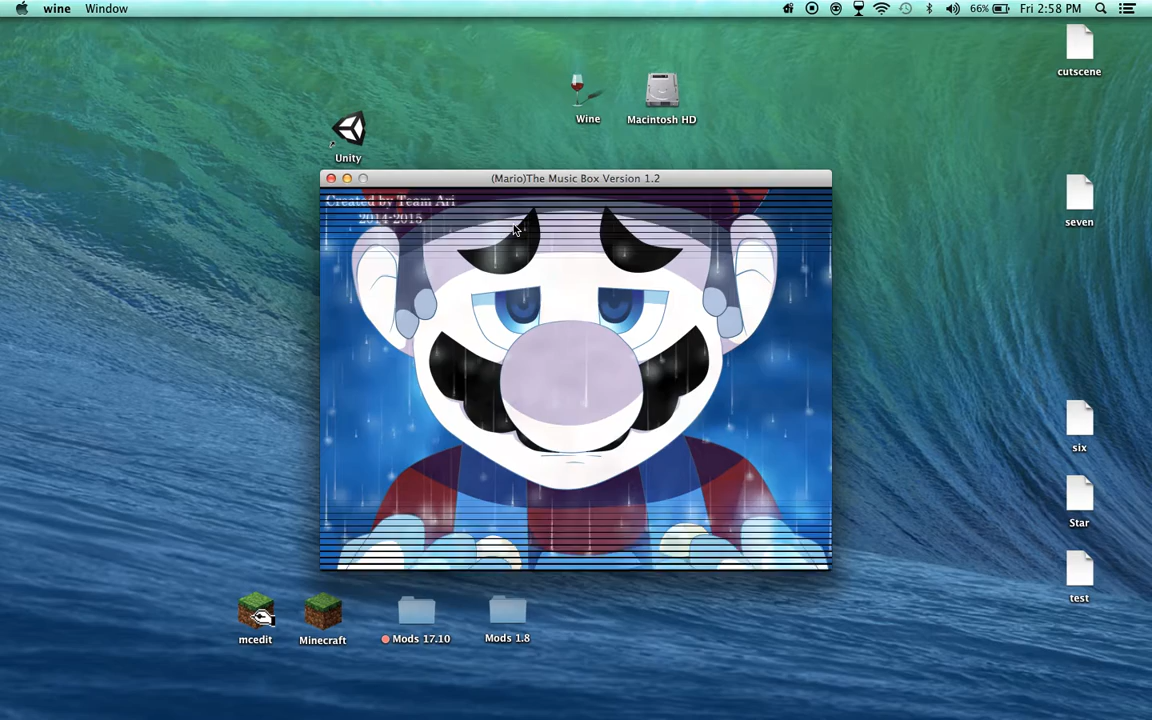 wine Window
66% Fri 2:58 PM
cutscene
Wine
Macintosh HD
Unity
(Mario)The Music Box Version 1.2
Created by Team Ari
2014-2015
seven
six
Star
test
mcedit
Minecraft
Mods 17.10
Mods 1.8